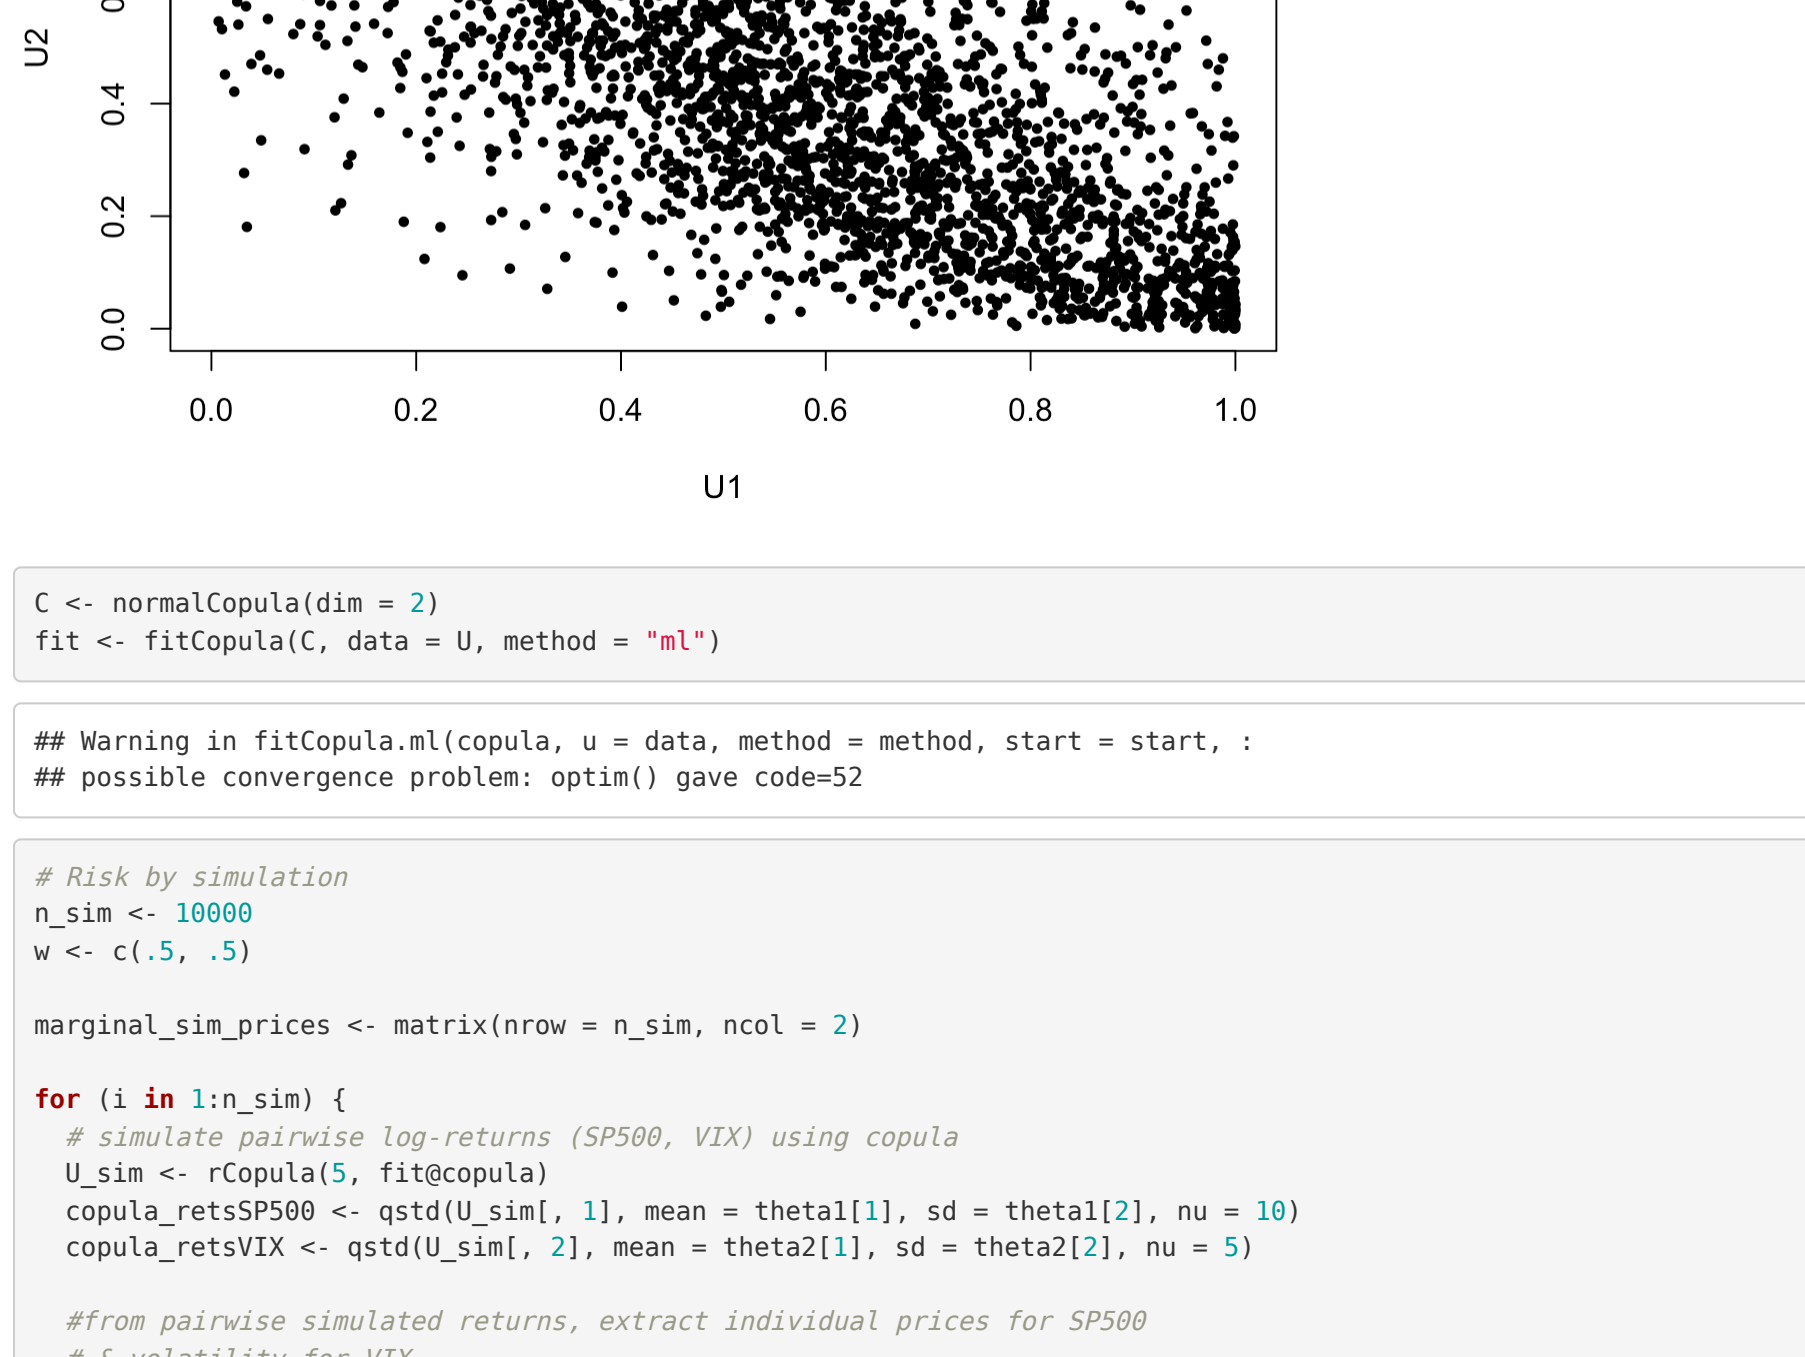 U2
0.4
0.2
0.0
0.0 0.2 0.4 0.6 0.8 1.0
U1
C <- normalCopula(dim = 2)
fit <- fitCopula(C, data = U, method = "ml")
## Warning in fitCopula.ml(copula, u = data, method = method, start = start, :
## possible convergence problem: optim() gave code=52
# Risk by simulation
n_sim <- 10000
w <- c(.5, .5)
marginal_sim_prices <- matrix(nrow = n_sim, ncol = 2)
for (i in 1:n_sim) {
# simulate pairwise log-returns (SP500, VIX) using copula
U_sim <- rCopula(5, fit@copula)
copula_retsSP500 <- qstd(U_sim[, 1], mean = theta1[1], sd = theta1[2], nu = 10)
copula_retsVIX <- qstd(U_sim[, 2], mean = theta2[1], sd = theta2[2], nu = 5)
#from pairwise simulated returns, extract individual prices for SP500
# & volatility for VIX